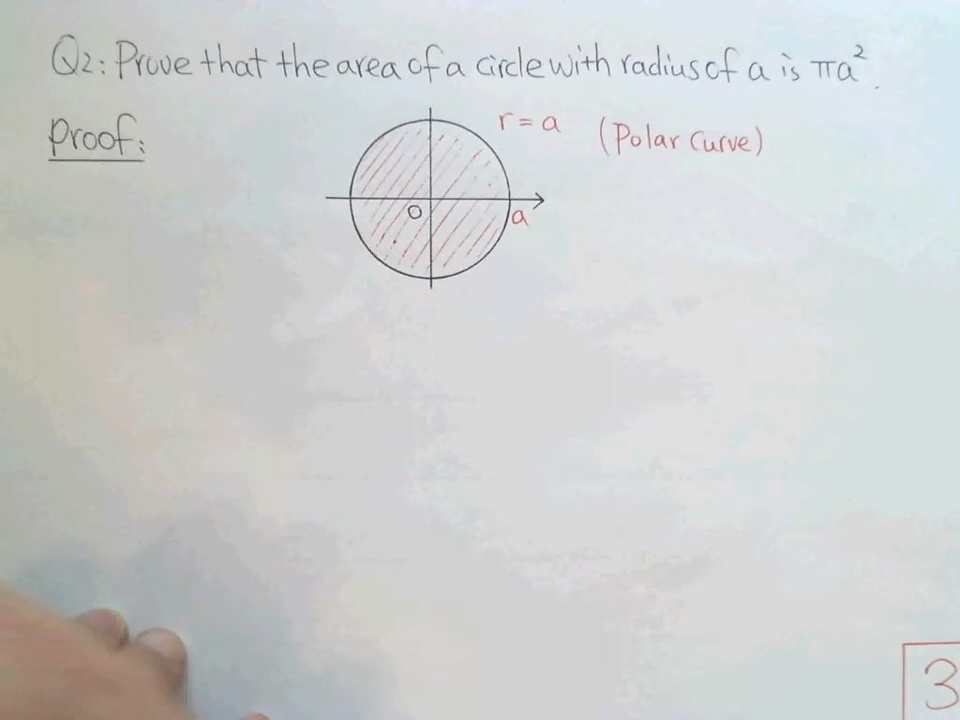 Q2: Prove that the area of a circle with radius of a is πa².
Proof:
r = a (Polar Curve)
O
a
3